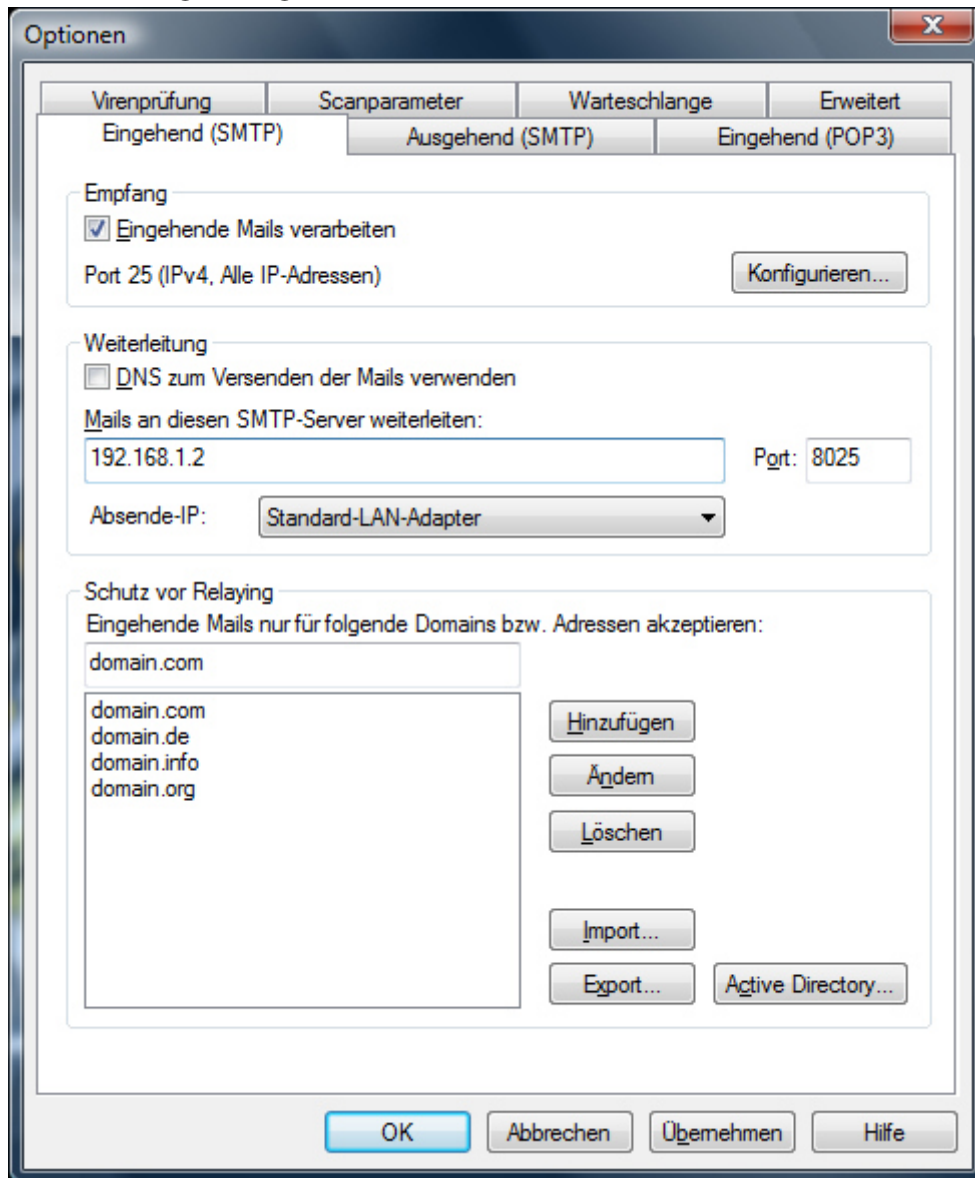 Optionen
Virenprüfung Scanparameter Warteschlange Erweitert
Eingehend (SMTP) Ausgehend (SMTP) Eingehend (POP3)
Empfang
Eingehende Mails verarbeiten
Port 25 (IPv4, Alle IP-Adressen) Konfigurieren...
Weiterleitung
DNS zum Versenden der Mails verwenden
Mails an diesen SMTP-Server weiterleiten:
192.168.1.2 Port: 8025
Absende-IP: Standard-LAN-Adapter
Schutz vor Relaying
Eingehende Mails nur für folgende Domains bzw. Adressen akzeptieren:
domain.com
domain.com
domain.de
domain.info
domain.org
Hinzufügen
Ändern
Löschen
Import...
Export... Active Directory...
OK Abbrechen Übernehmen Hilfe